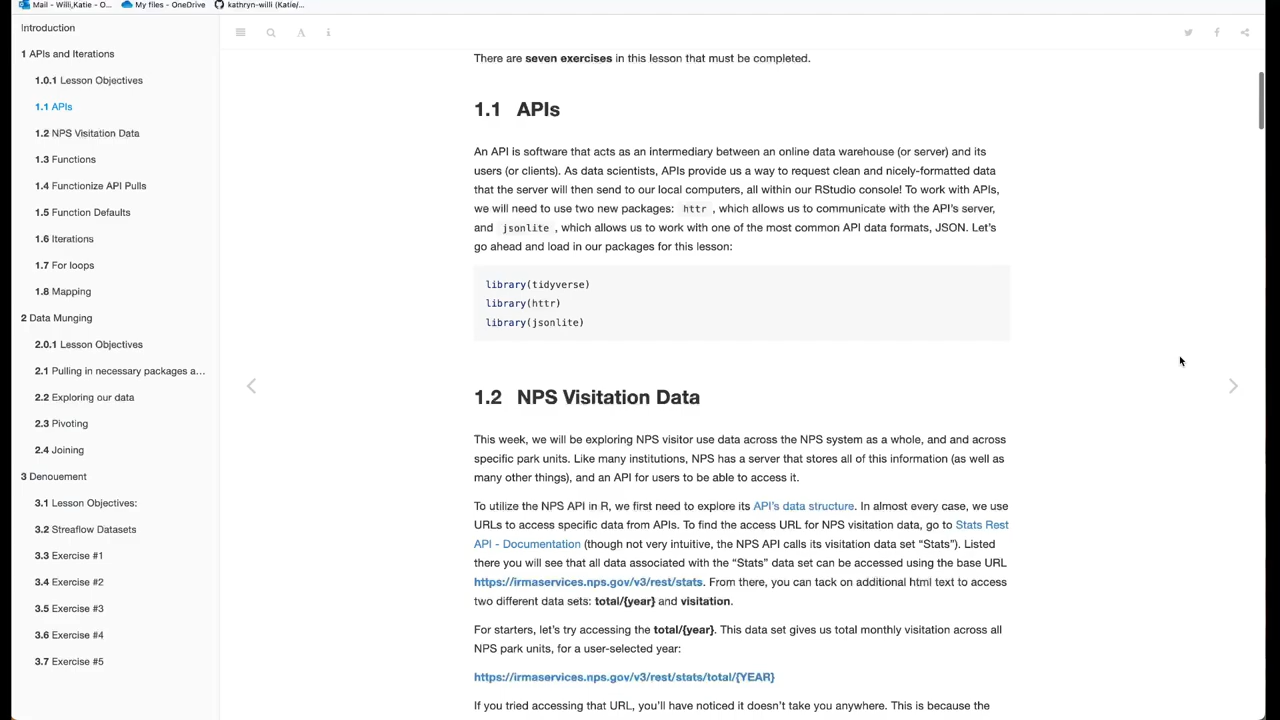 Mail - Willi,Katie - O... My files - OneDrive kathryn-willi (Katie/...
Introduction
1 APIs and Iterations
1.0.1 Lesson Objectives
1.1 APIs
1.2 NPS Visitation Data
1.3 Functions
1.4 Functionize API Pulls
1.5 Function Defaults
1.6 Iterations
1.7 For loops
1.8 Mapping
2 Data Munging
2.0.1 Lesson Objectives
2.1 Pulling in necessary packages a...
2.2 Exploring our data
2.3 Pivoting
2.4 Joining
3 Denouement
3.1 Lesson Objectives:
3.2 Streaflow Datasets
3.3 Exercise #1
3.4 Exercise #2
3.5 Exercise #3
3.6 Exercise #4
3.7 Exercise #5
There are seven exercises in this lesson that must be completed.
1.1 APIs
An API is software that acts as an intermediary between an online data warehouse (or server) and its
users (or clients). As data scientists, APIs provide us a way to request clean and nicely-formatted data
that the server will then send to our local computers, all within our RStudio console! To work with APIs,
we will need to use two new packages: httr , which allows us to communicate with the API's server,
and jsonlite , which allows us to work with one of the most common API data formats, JSON. Let's
go ahead and load in our packages for this lesson:
library(tidyverse)
library(httr)
library(jsonlite)
1.2 NPS Visitation Data
This week, we will be exploring NPS visitor use data across the NPS system as a whole, and and across
specific park units. Like many institutions, NPS has a server that stores all of this information (as well as
many other things), and an API for users to be able to access it.
To utilize the NPS API in R, we first need to explore its API's data structure. In almost every case, we use
URLs to access specific data from APIs. To find the access URL for NPS visitation data, go to Stats Rest
API - Documentation (though not very intuitive, the NPS API calls its visitation data set “Stats”). Listed
there you will see that all data associated with the “Stats” data set can be accessed using the base URL
https://irmaservices.nps.gov/v3/rest/stats. From there, you can tack on additional html text to access
two different data sets: total/{year} and visitation.
For starters, let's try accessing the total/{year}. This data set gives us total monthly visitation across all
NPS park units, for a user-selected year:
https://irmaservices.nps.gov/v3/rest/stats/total/{YEAR}
If you tried accessing that URL, you'll have noticed it doesn't take you anywhere. This is because the